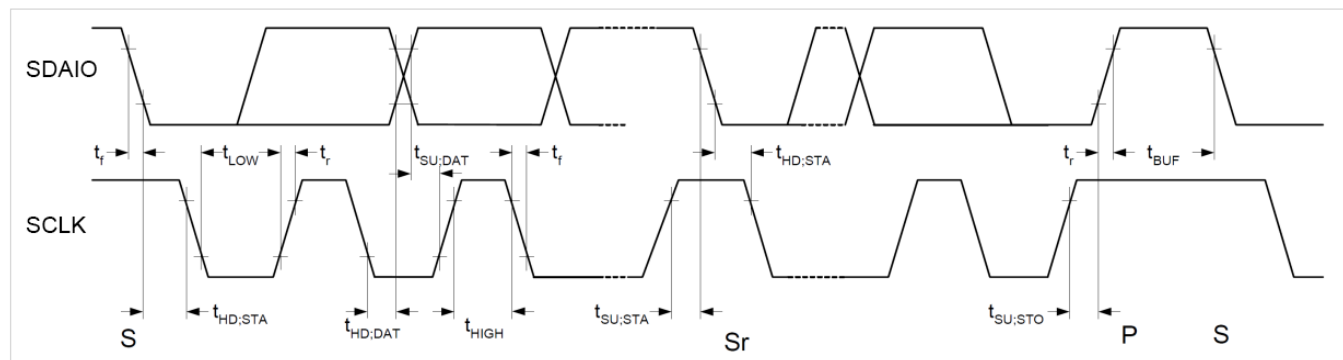 SDAIO
t_f t_LOW t_r t_SU;DAT t_f t_HD;STA t_r t_BUF
SCLK
t_HD;STA t_HD;DAT t_HIGH t_SU;STA t_SU;STO
S Sr P S